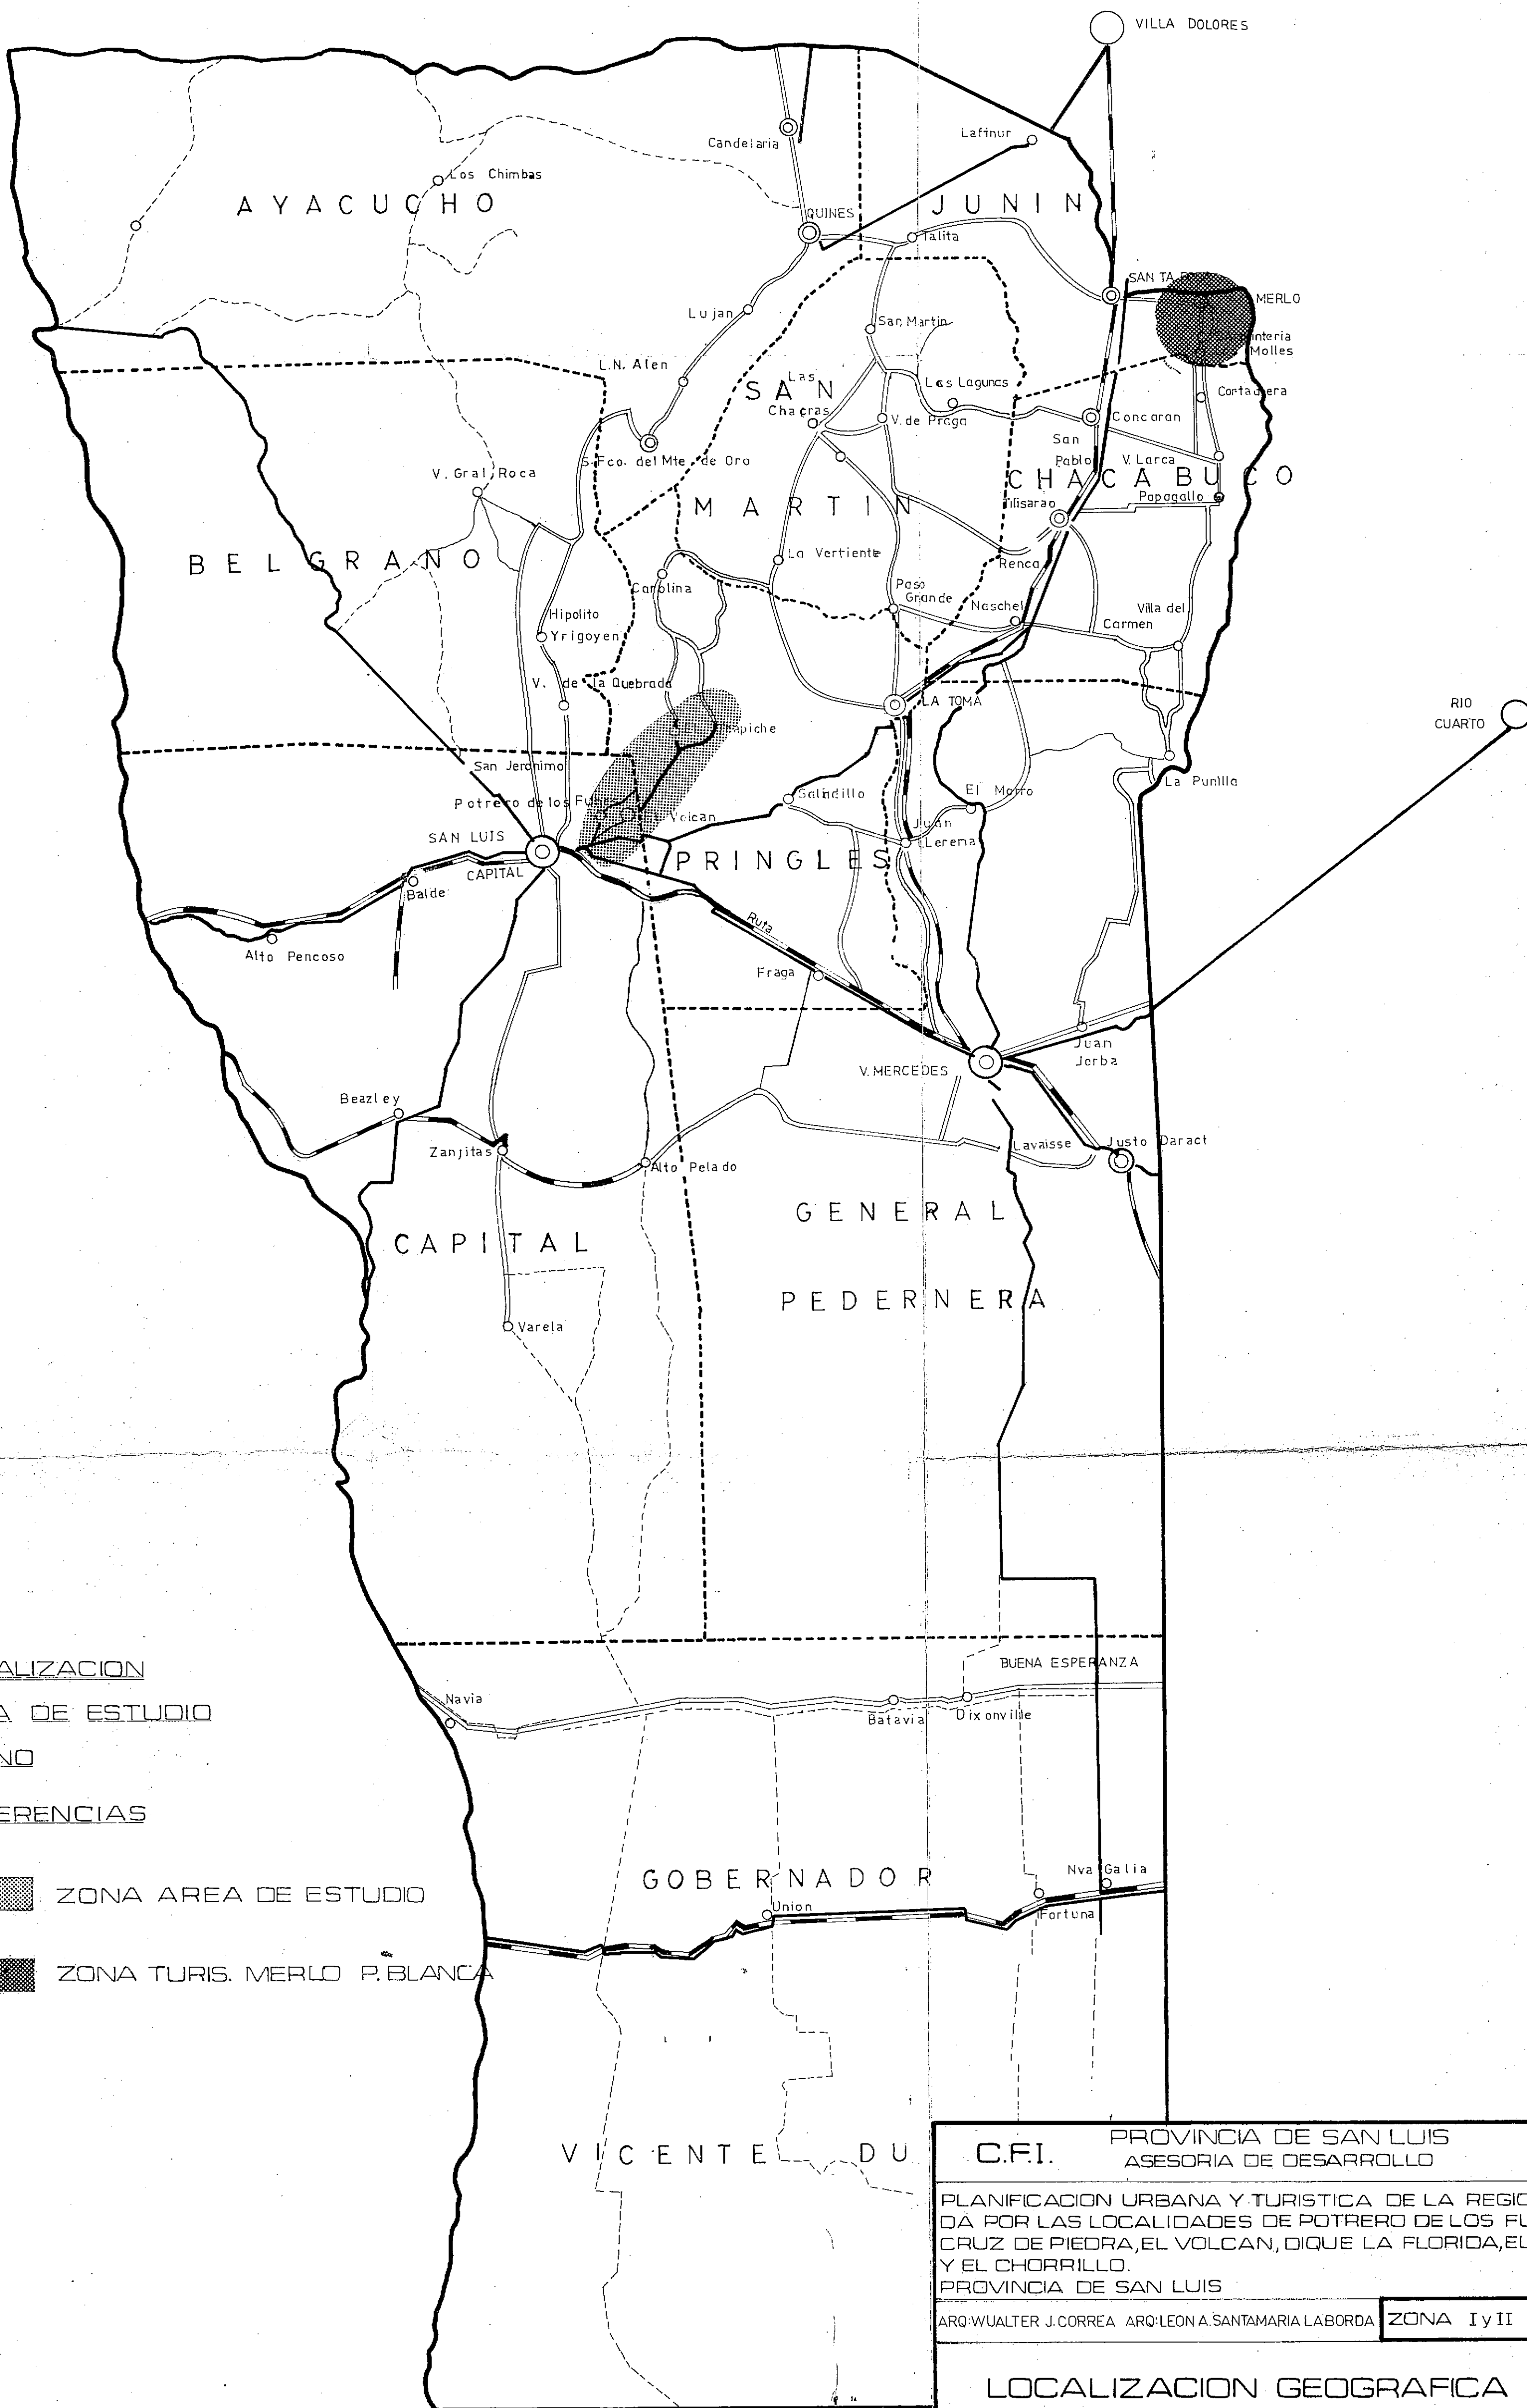 VILLA DOLORES
Candelaria
Lafinur
Los Chimbas
AYACUCHO
JUNIN
QUINES
Talita
SAN TA
MERLO
Lujan
San Martin
Molles
L.N. Alen
Las
Chacras
SAN
Las Lagunas
Cortadera
V. de Praga
Concaran
San
Pablo
V. Larca
S. Fco. del Mte. de Oro
V. Gral. Roca
CHACABUCO
Papagallo
MARTIN
Tilisarao
BELGRANO
La Vertiente
Renca
Carolina
Paso
Grande
Naschel
Villa del
Carmen
Hipolito
Yrigoyen
V. de la Quebrada
LA TOMA
RIO
CUARTO
apiche
San Jeronimo
La Punilla
Potrero de los Fu
Volcan
Saladillo
El Morro
SAN LUIS
CAPITAL
Juan
Llerena
PRINGLES
Balde
Ruta
Alto Pencoso
Fraga
Juan
Jorba
V. MERCEDES
Beazley
Zanjitas
Alto Pelado
Lavaisse
Justo Daract
GENERAL
CAPITAL
PEDERNERA
Varela
BUENA ESPERANZA
Navia
Batavia
Dixonville
ALIZACION
A DE ESTUDIO
NO
ERENCIAS
ZONA AREA DE ESTUDIO
ZONA TURIS. MERLO P. BLANCA
GOBERNADOR
Nva Galia
Union
Fortuna
VICENTE DU
C.F.I.
PROVINCIA DE SAN LUIS
ASESORIA DE DESARROLLO
PLANIFICACION URBANA Y TURISTICA DE LA REGIO
DA POR LAS LOCALIDADES DE POTRERO DE LOS FU
CRUZ DE PIEDRA, EL VOLCAN, DIQUE LA FLORIDA, EL
Y EL CHORRILLO.
PROVINCIA DE SAN LUIS
ARQ: WUALTER J. CORREA ARQ: LEON A. SANTAMARIA LABORDA
ZONA I y II
LOCALIZACION GEOGRAFICA